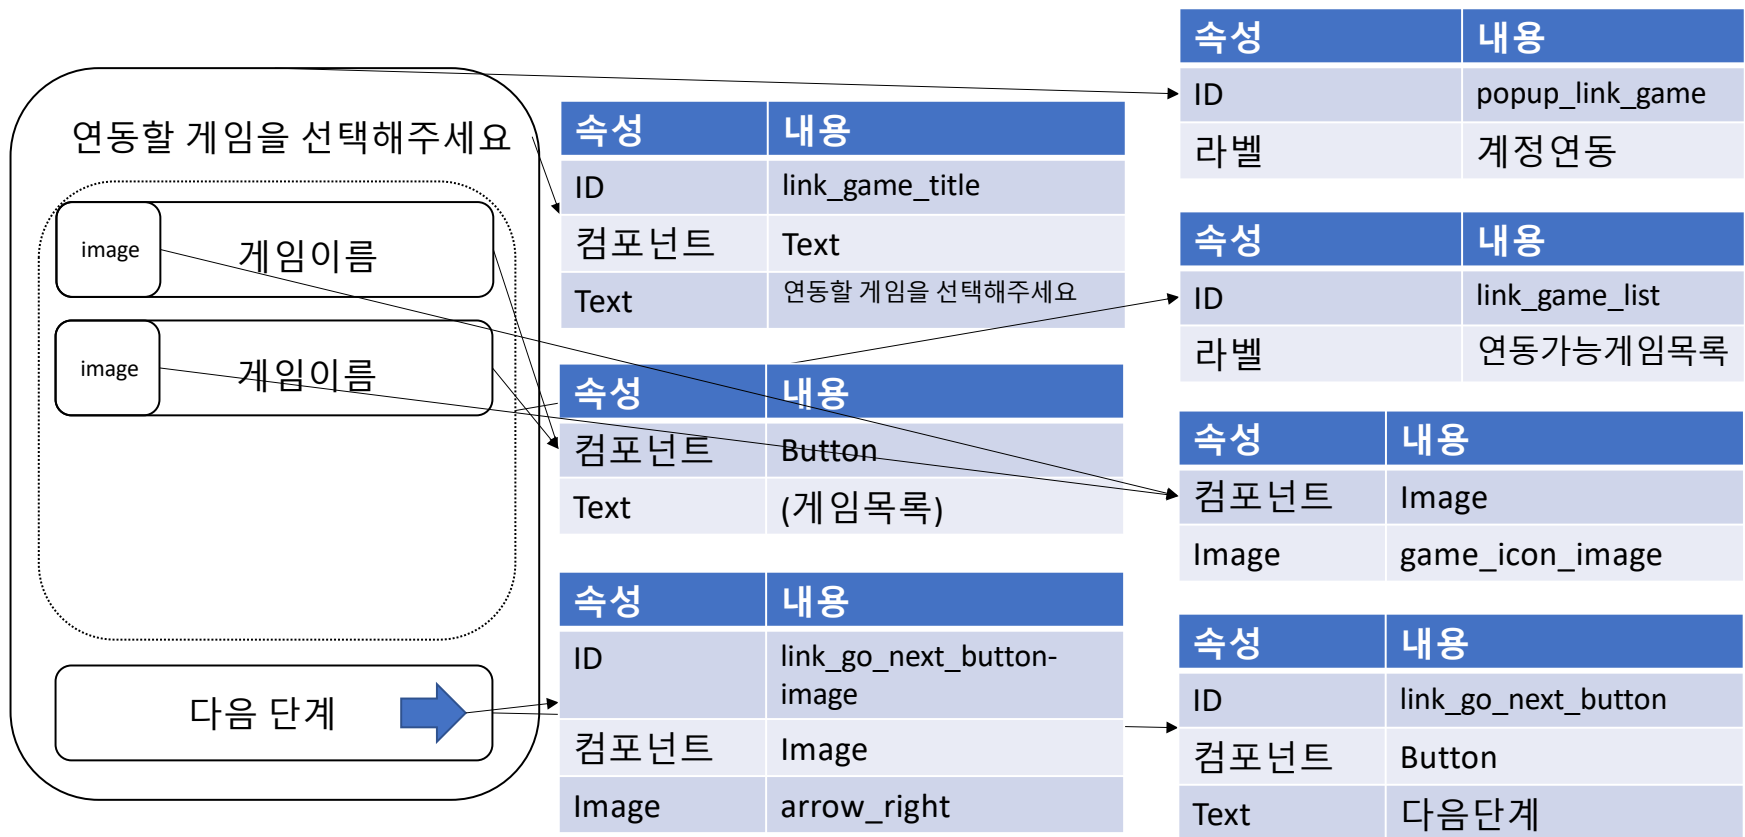 연동할 게임을 선택해주세요
image
게임이름
image
게임이름
다음 단계
속성 내용
ID link_game_title
컴포넌트 Text
Text 연동할 게임을 선택해주세요
속성 내용
컴포넌트 Button
Text (게임목록)
속성 내용
ID link_go_next_button-
image
컴포넌트 Image
Image arrow_right
속성 내용
ID popup_link_game
라벨 계정연동
속성 내용
ID link_game_list
라벨 연동가능게임목록
속성 내용
컴포넌트 Image
Image game_icon_image
속성 내용
ID link_go_next_button
컴포넌트 Button
Text 다음단계